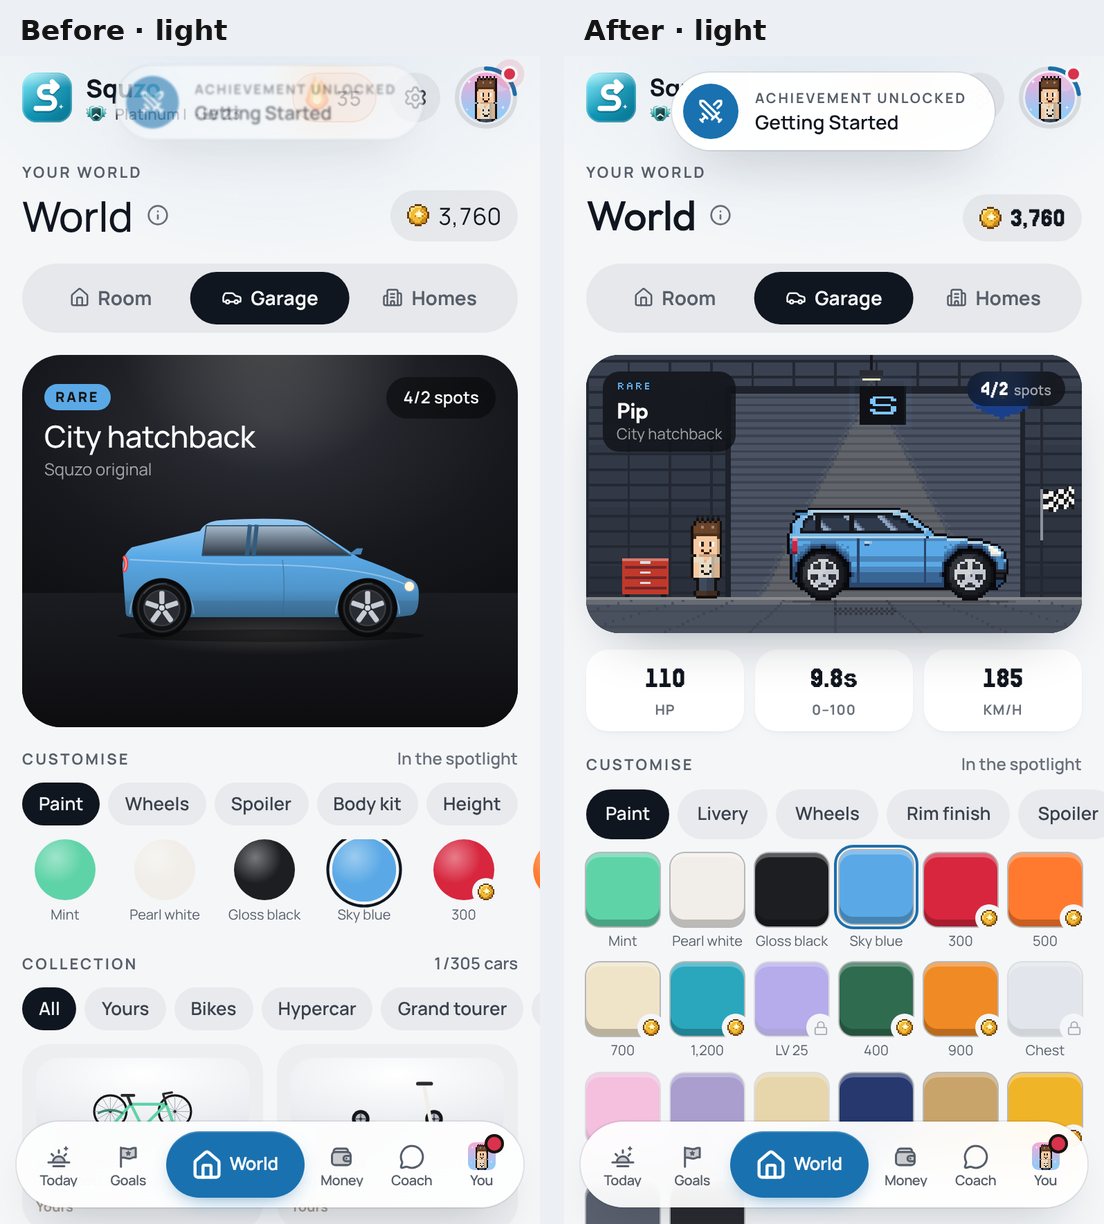 Before · light
Squzo
ACHIEVEMENT UNLOCKED
Getting Started
35
Platinum I
YOUR WORLD
World
3,760
Room
Garage
Homes
RARE
4/2 spots
City hatchback
Squzo original
CUSTOMISE
In the spotlight
Paint
Wheels
Spoiler
Body kit
Height
Mint
Pearl white
Gloss black
Sky blue
300
COLLECTION
1/305 cars
All
Yours
Bikes
Hypercar
Grand tourer
Today
Goals
World
Money
Coach
You
Yours
Yours
After · light
ACHIEVEMENT UNLOCKED
Getting Started
YOUR WORLD
World
3,760
Room
Garage
Homes
RARE
Pip
City hatchback
S
4/2 spots
110
HP
9.8s
0–100
185
KM/H
CUSTOMISE
In the spotlight
Paint
Livery
Wheels
Rim finish
Spoiler
Mint
Pearl white
Gloss black
Sky blue
300
500
700
1,200
LV 25
400
900
Chest
Today
Goals
World
Money
Coach
You